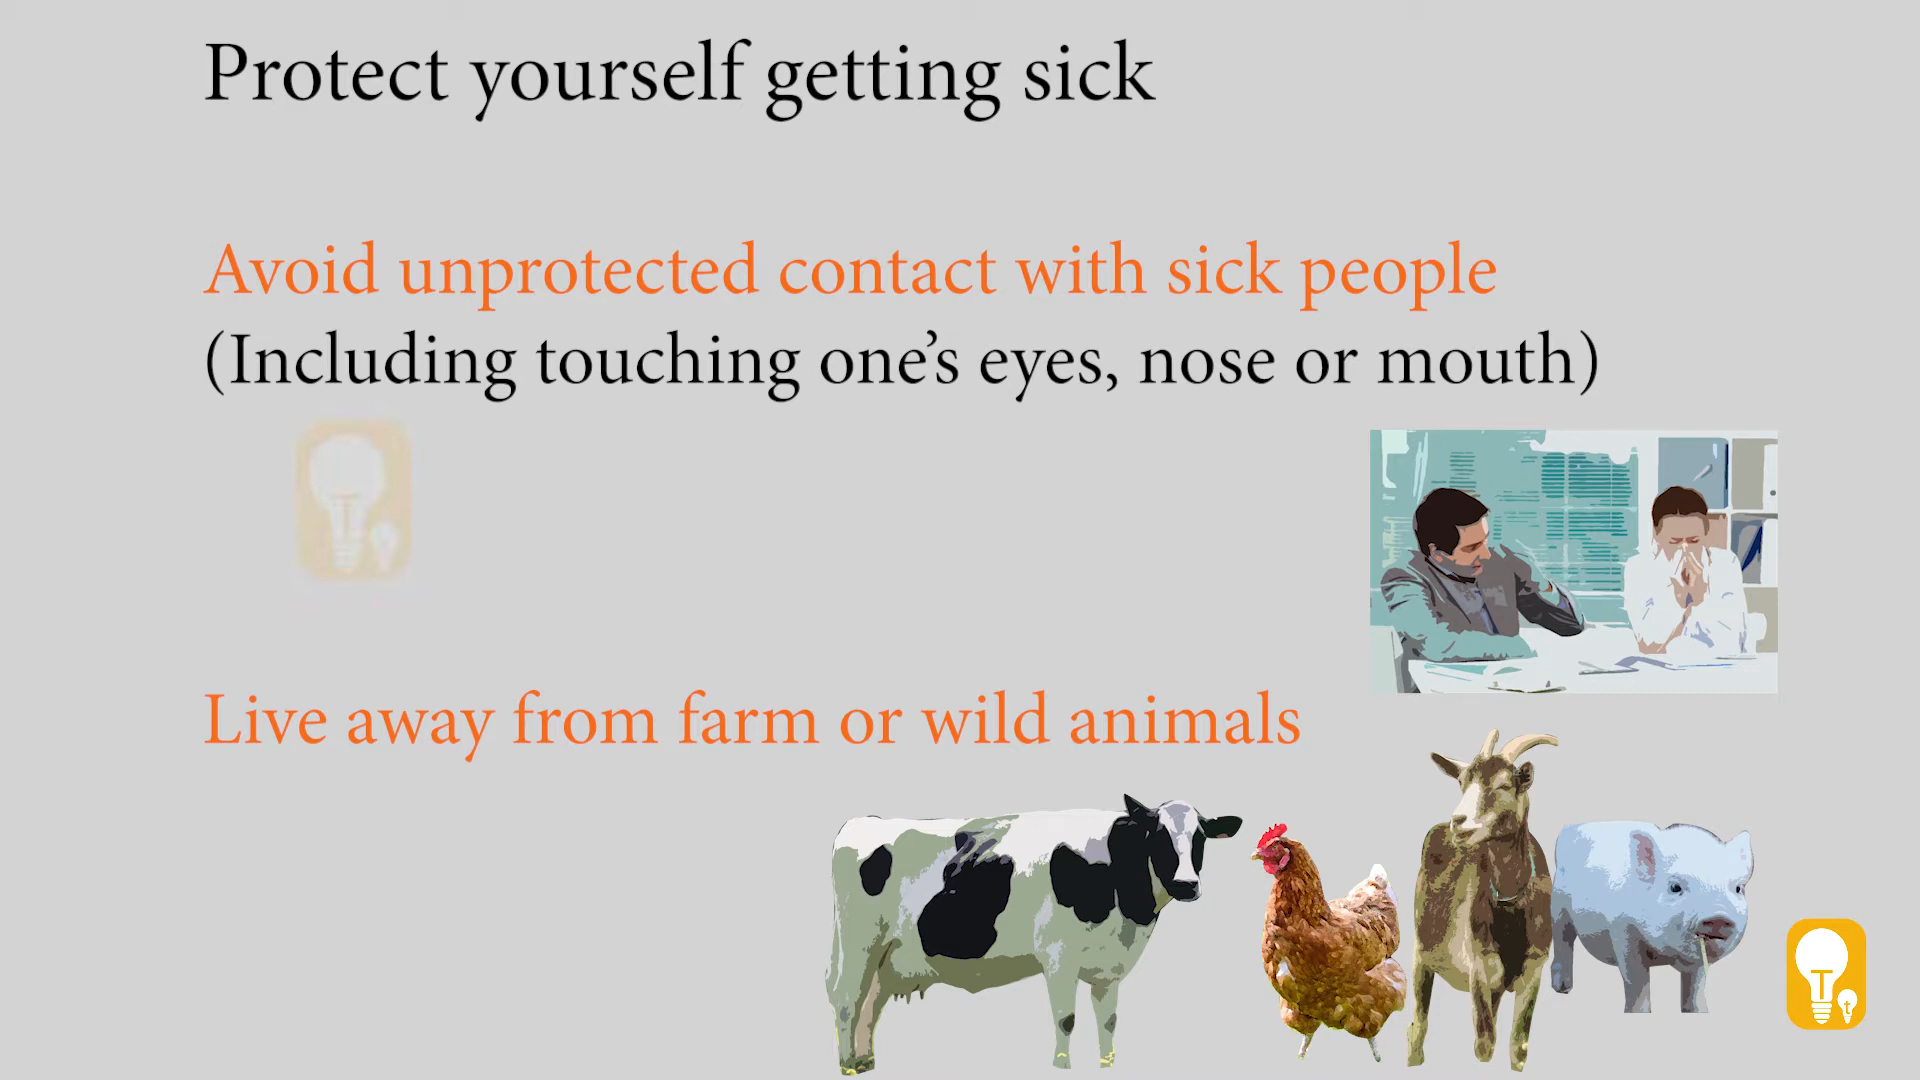 Protect yourself getting sick
Avoid unprotected contact with sick people
(Including touching one’s eyes, nose or mouth)
Live away from farm or wild animals